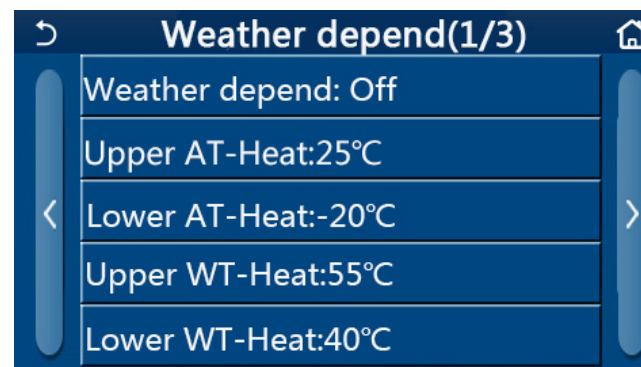 Weather depend(1/3)
Weather depend: Off
Upper AT-Heat:25℃
Lower AT-Heat:-20℃
Upper WT-Heat:55℃
Lower WT-Heat:40℃